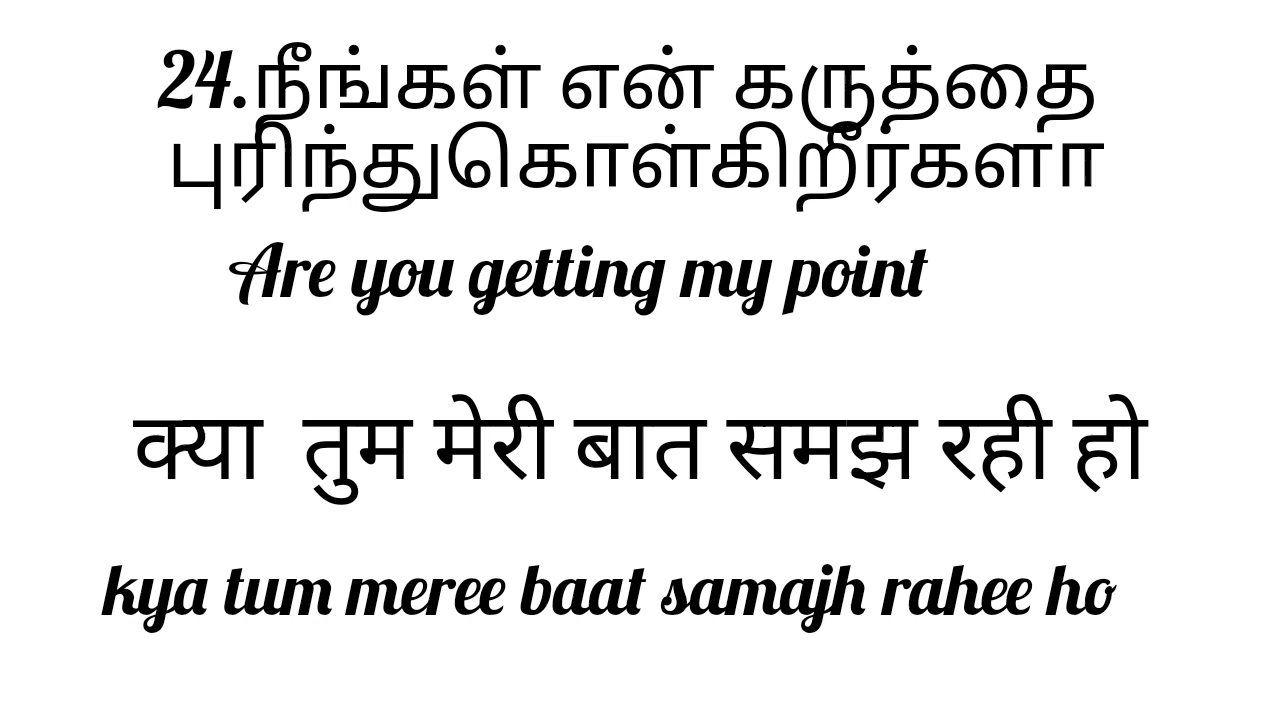 24.நீங்கள் என் கருத்தை
புரிந்துகொள்கிறீர்களா
Are you getting my point
क्या तुम मेरी बात समझ रही हो
kya tum meree baat samajh rahee ho